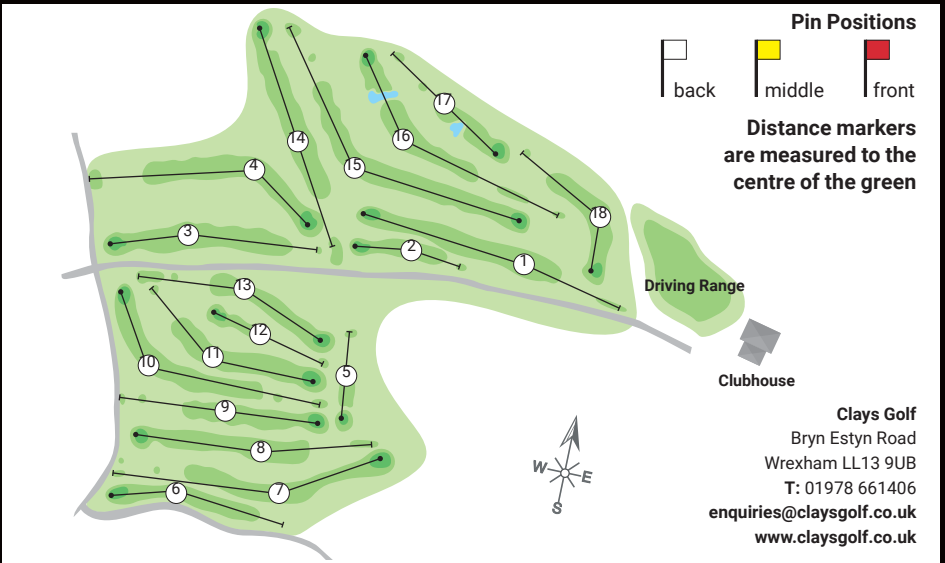 Pin Positions
back
middle
front
Distance markers
are measured to the
centre of the green
17
14
16
4
15
18
3
2
1
Driving Range
13
12
11
10
5
Clubhouse
9
8
7
6
W
E
S
Clays Golf
Bryn Estyn Road
Wrexham LL13 9UB
T: 01978 661406
enquiries@claysgolf.co.uk
www.claysgolf.co.uk